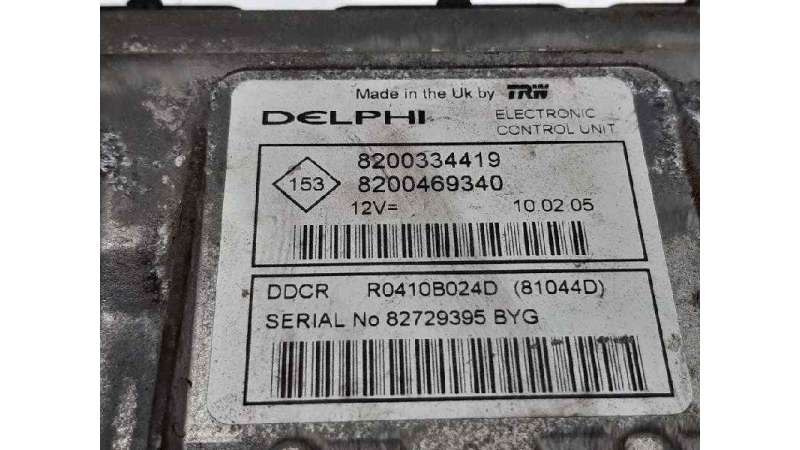 Made in the Uk by TRW
DELPHI
ELECTRONIC
CONTROL UNIT
153
8200334419
8200469340
12V= 10 02 05
DDCR R0410B024D (81044D)
SERIAL No 82729395 BYG